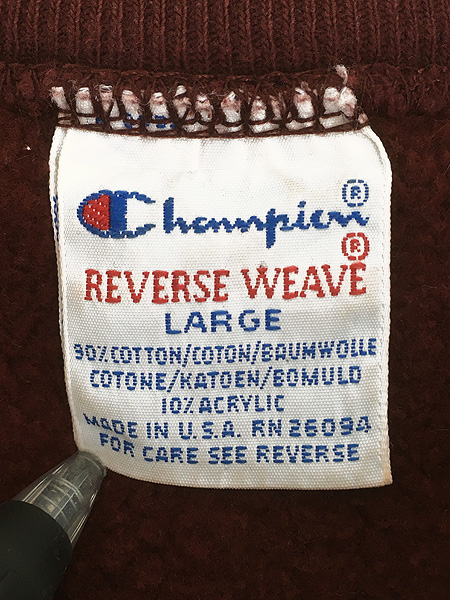 Champion ®
REVERSE WEAVE ®
LARGE
90% COTTON/COTON/BAUMWOLLE
COTONE/KATOEN/BOMULD
10% ACRYLIC
MADE IN U.S.A. RN 26094
FOR CARE SEE REVERSE